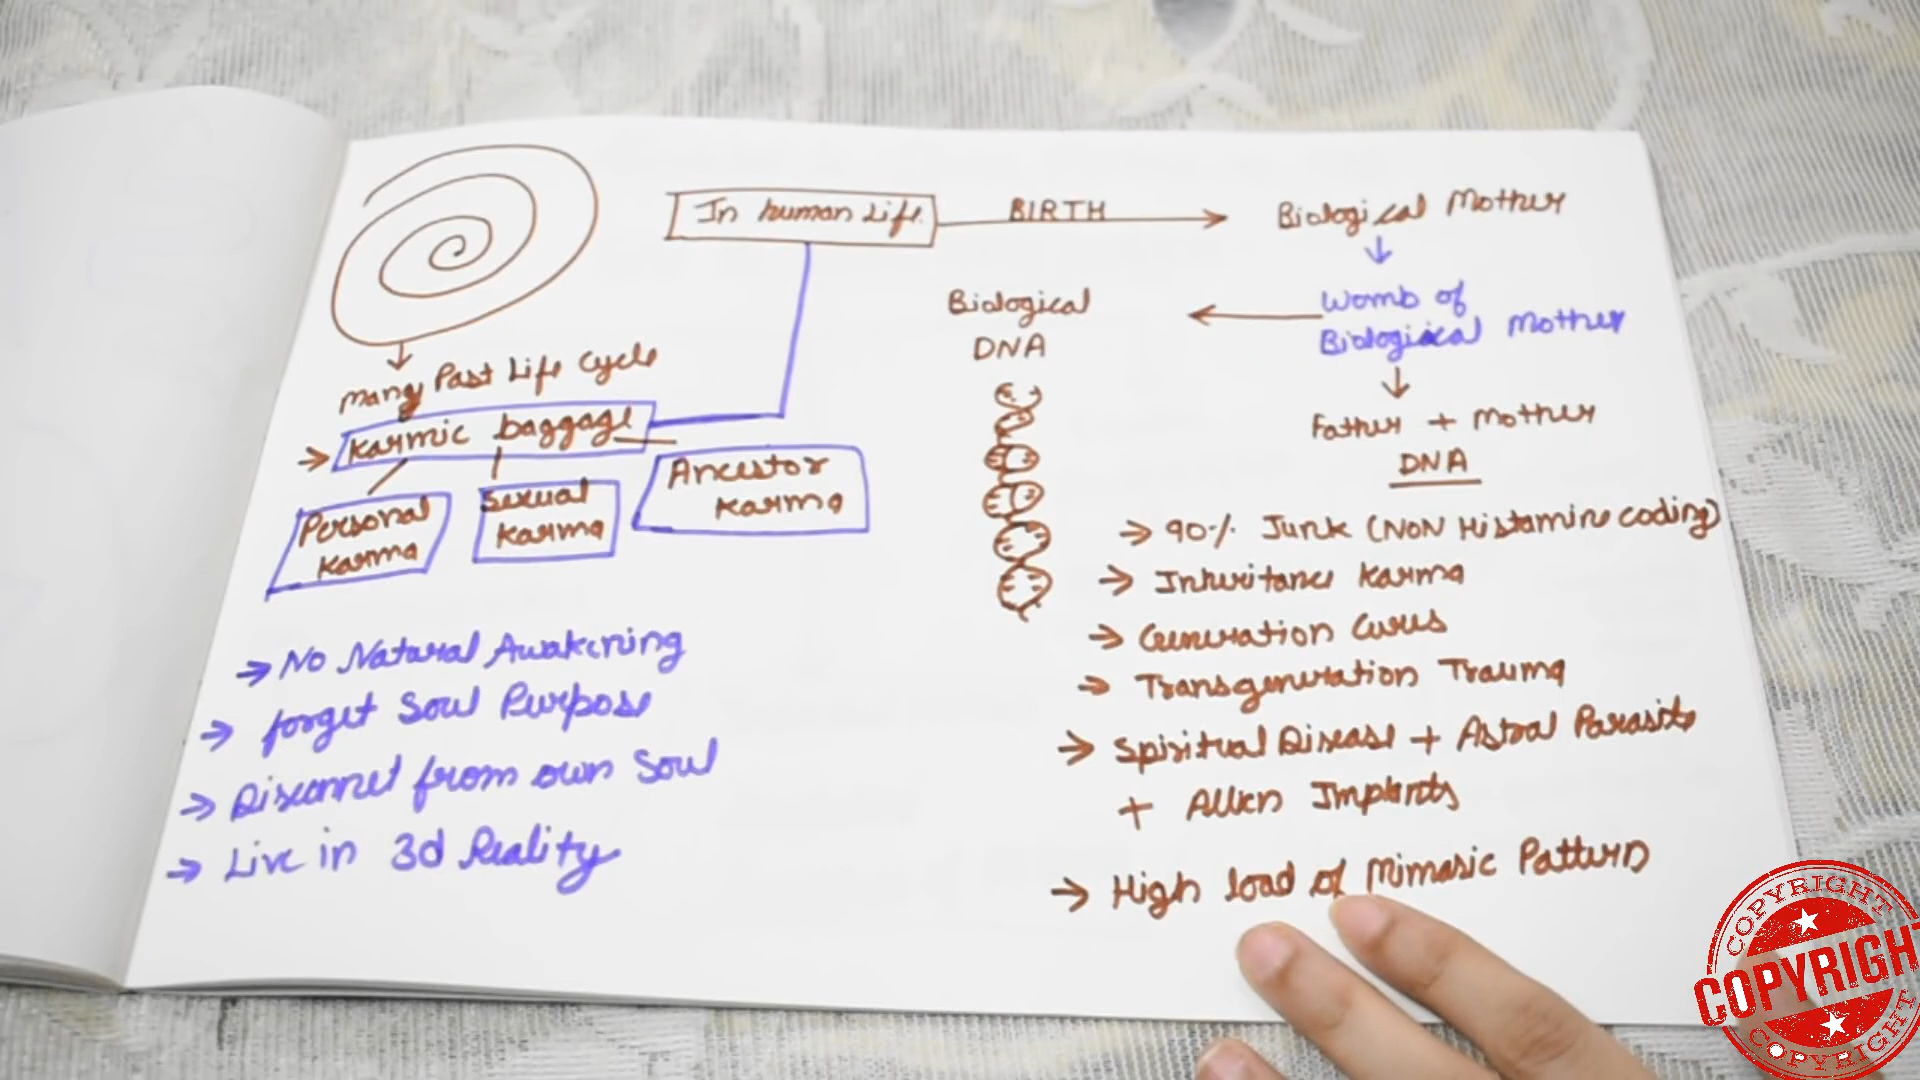 In human Life
BIRTH
Biological Mother
Womb of
Biological Mother
Father + Mother
DNA
Biological
DNA
Many Past Life Cycle
Karmic baggage
Personal
Karma
Sexual
Karma
Ancestor
Karma
→ No Natural Awakening
→ forget Soul Purpose
→ Disconnet from own Soul
→ Live in 3d Reality
→ 90% Junk (NON Histamine coding)
→ Inheritance Karma
→ Generation Cures
→ Transgeneration Trauma
→ Spiritual Disease + Astral Parasite
+ Alien Implants
→ High load of Mimasic Pattern
COPYRIGHT
COPYRIGH
COPYRIGHT